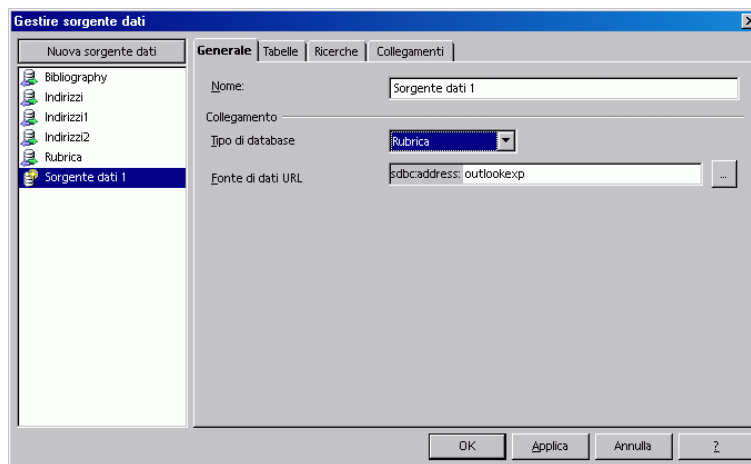 Gestire sorgente dati
Nuova sorgente dati
Bibliography
Indirizzi
Indirizzi1
Indirizzi2
Rubrica
Sorgente dati 1
Generale Tabelle Ricerche Collegamenti
Nome: Sorgente dati 1
Collegamento
Tipo di database Rubrica
Fonte di dati URL sdbc:address: outlookexp ...
OK Applica Annulla ?